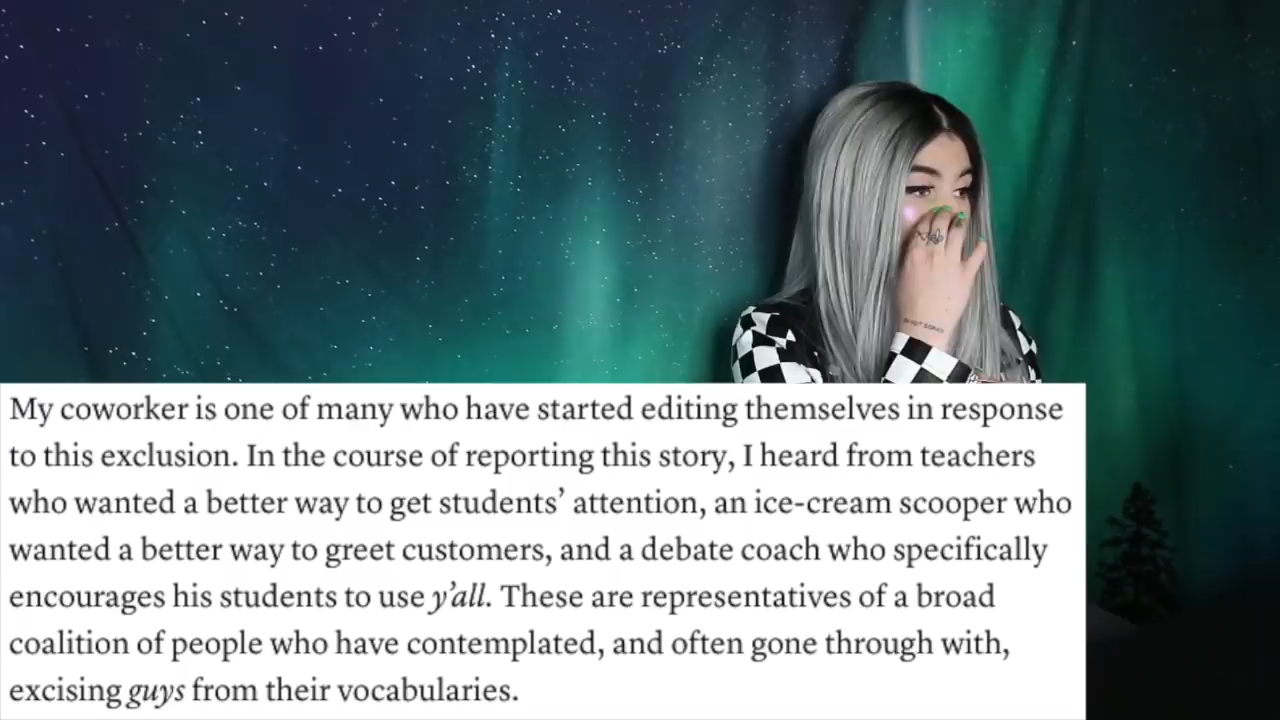 My coworker is one of many who have started editing themselves in response
to this exclusion. In the course of reporting this story, I heard from teachers
who wanted a better way to get students’ attention, an ice-cream scooper who
wanted a better way to greet customers, and a debate coach who specifically
encourages his students to use y’all. These are representatives of a broad
coalition of people who have contemplated, and often gone through with,
excising guys from their vocabularies.